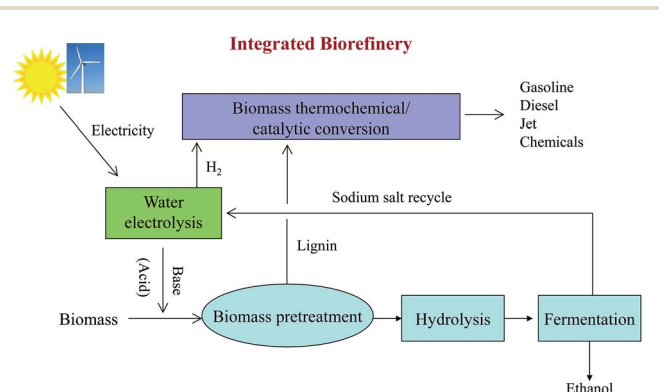 Integrated Biorefinery
Gasoline
Diesel
Jet
Chemicals
Biomass thermochemical/
catalytic conversion
Electricity
H2
Sodium salt recycle
Water
electrolysis
Lignin
(Acid)
Base
Biomass
Biomass pretreatment
Hydrolysis
Fermentation
Ethanol